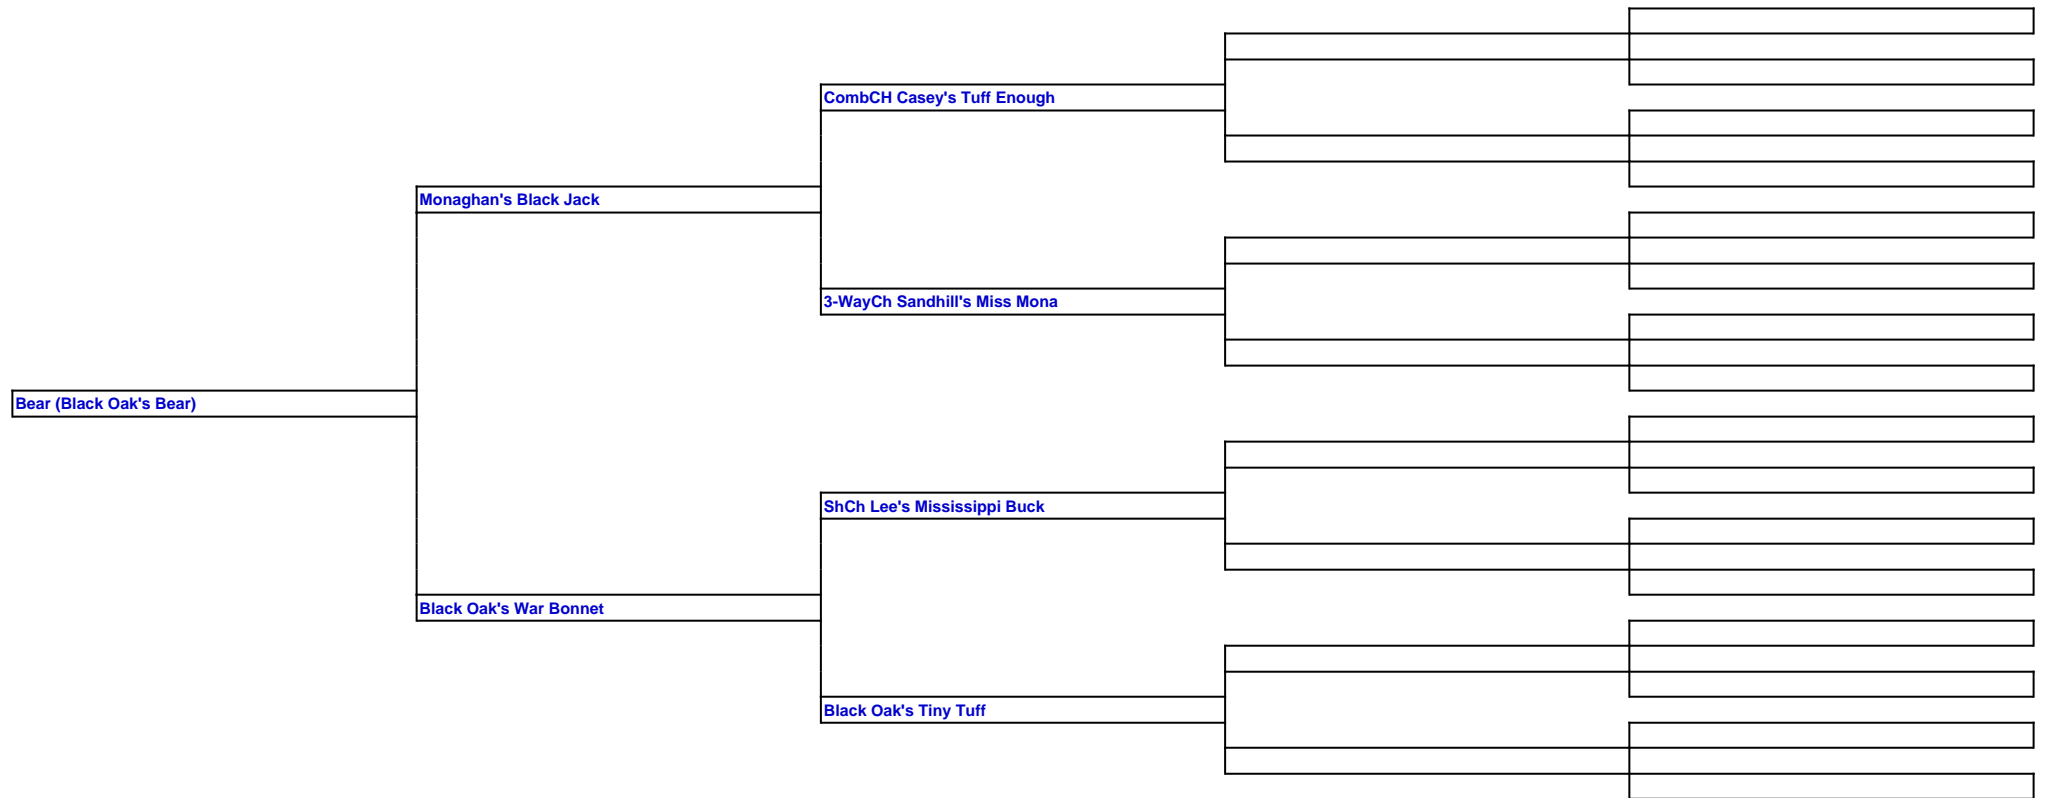 CombCH Casey's Tuff Enough
Monaghan's Black Jack
3-WayCh Sandhill's Miss Mona
Bear (Black Oak's Bear)
ShCh Lee's Mississippi Buck
Black Oak's War Bonnet
Black Oak's Tiny Tuff